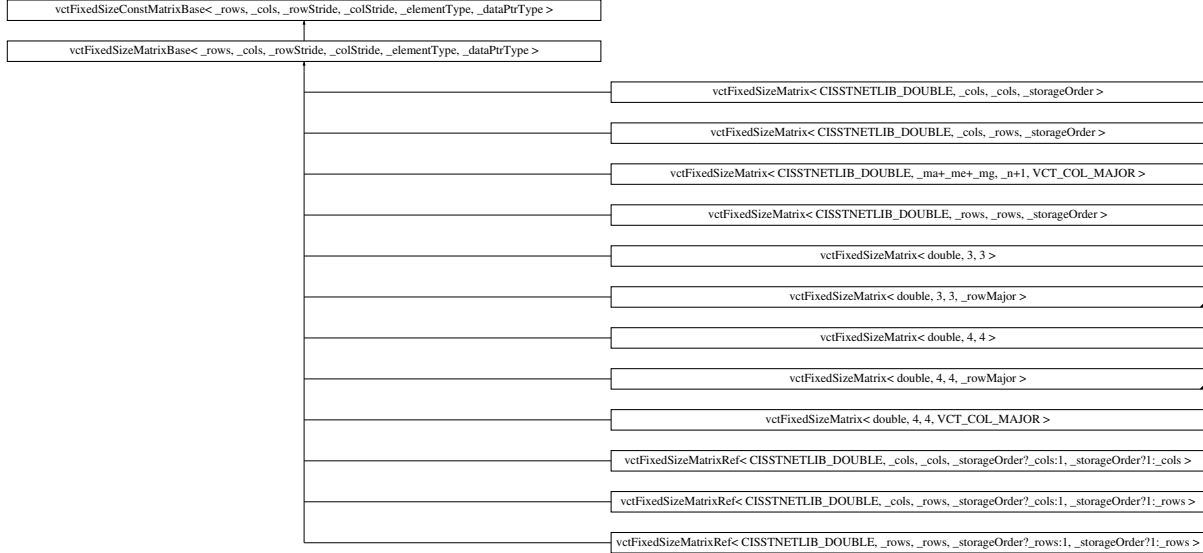 vctFixedSizeConstMatrixBase< _rows, _cols, _rowStride, _colStride, _elementType, _dataPtrType >
vctFixedSizeMatrixBase< _rows, _cols, _rowStride, _colStride, _elementType, _dataPtrType >
vctFixedSizeMatrix< CISSTNETLIB_DOUBLE, _cols, _cols, _storageOrder >
vctFixedSizeMatrix< CISSTNETLIB_DOUBLE, _cols, _rows, _storageOrder >
vctFixedSizeMatrix< CISSTNETLIB_DOUBLE, _ma+_me+_mg, _n+1, VCT_COL_MAJOR >
vctFixedSizeMatrix< CISSTNETLIB_DOUBLE, _rows, _rows, _storageOrder >
vctFixedSizeMatrix< double, 3, 3 >
vctFixedSizeMatrix< double, 3, 3, _rowMajor >
vctFixedSizeMatrix< double, 4, 4 >
vctFixedSizeMatrix< double, 4, 4, _rowMajor >
vctFixedSizeMatrix< double, 4, 4, VCT_COL_MAJOR >
vctFixedSizeMatrixRef< CISSTNETLIB_DOUBLE, _cols, _cols, _storageOrder?_cols:1, _storageOrder?1:_cols >
vctFixedSizeMatrixRef< CISSTNETLIB_DOUBLE, _cols, _rows, _storageOrder?_cols:1, _storageOrder?1:_rows >
vctFixedSizeMatrixRef< CISSTNETLIB_DOUBLE, _rows, _rows, _storageOrder?_rows:1, _storageOrder?1:_rows >